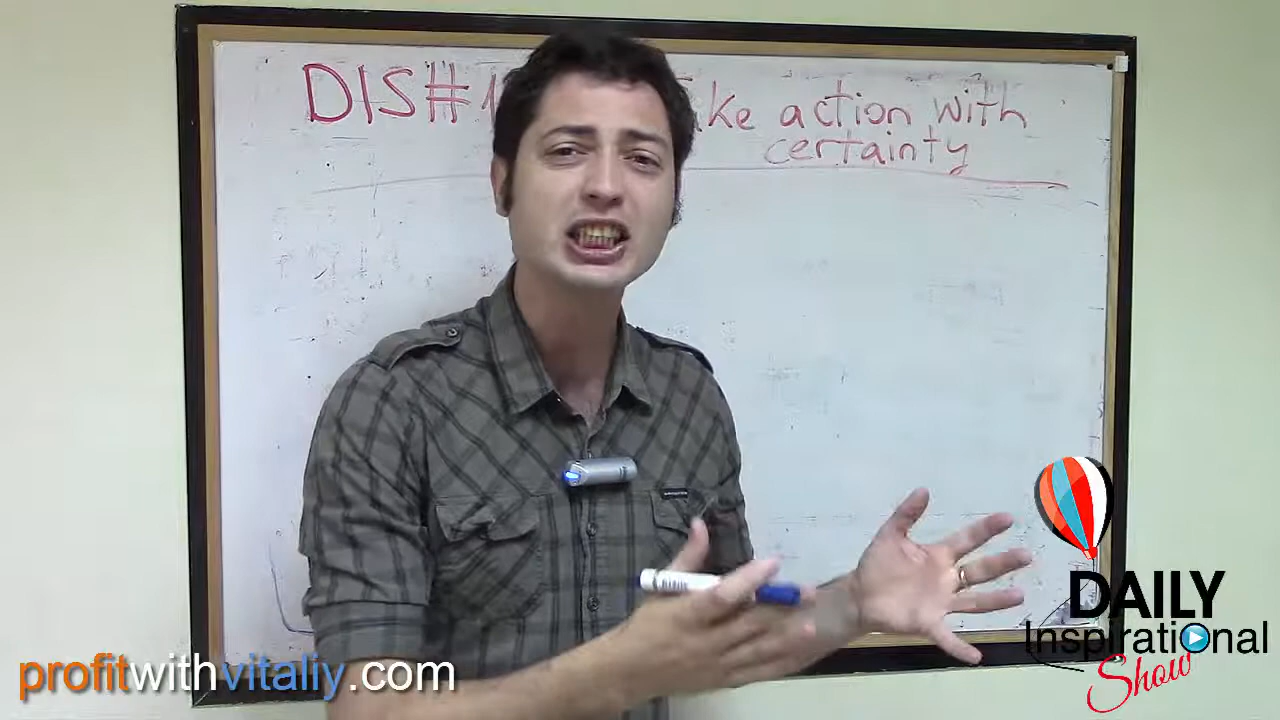 DIS#1
ke action with
certainty
profitwithvitaliy.com
DAILY
Inspirational
Show